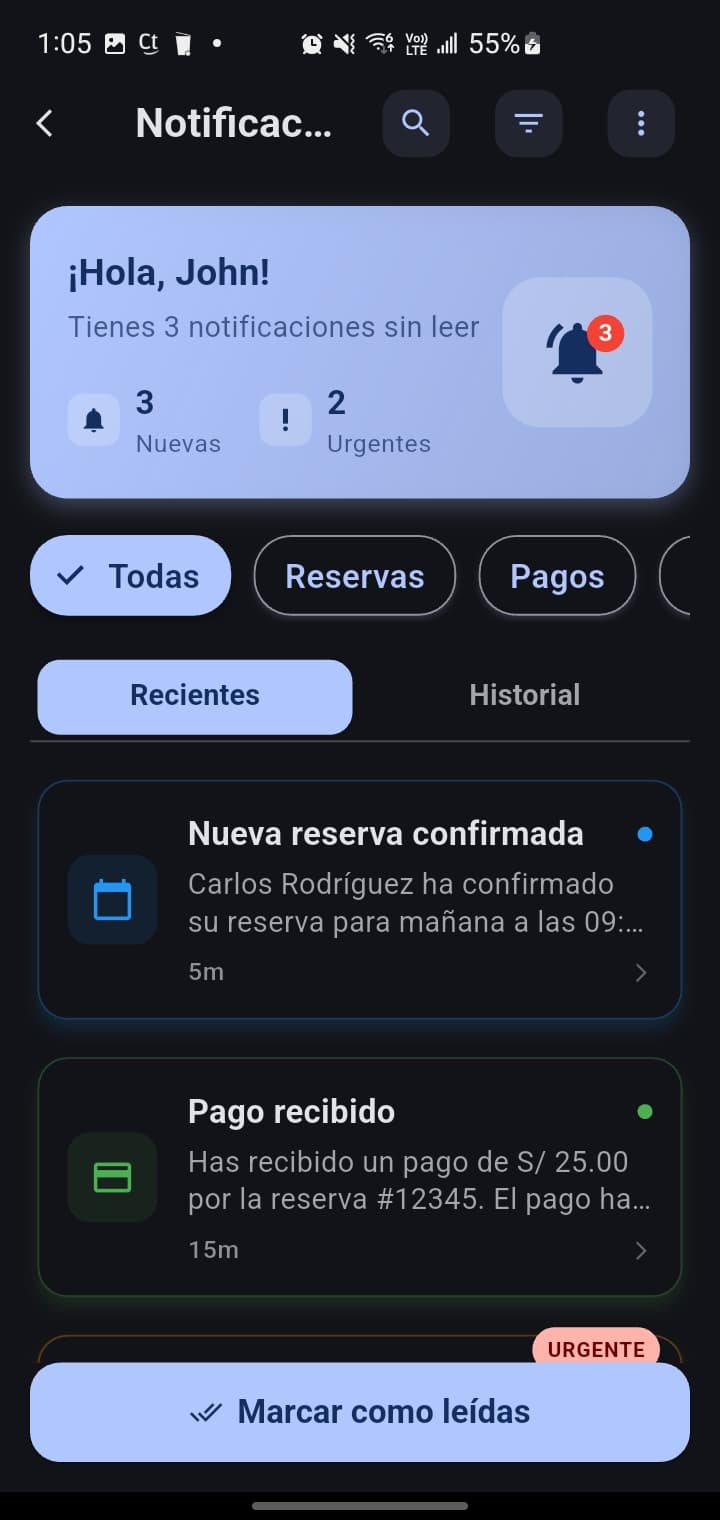 1:05 Ct Vo)) LTE 55%
Notificac...
¡Hola, John!
Tienes 3 notificaciones sin leer
3
3
Nuevas
2
Urgentes
Todas
Reservas
Pagos
Recientes
Historial
Nueva reserva confirmada
Carlos Rodríguez ha confirmado
su reserva para mañana a las 09:...
5m
Pago recibido
Has recibido un pago de S/ 25.00
por la reserva #12345. El pago ha...
15m
URGENTE
Marcar como leídas